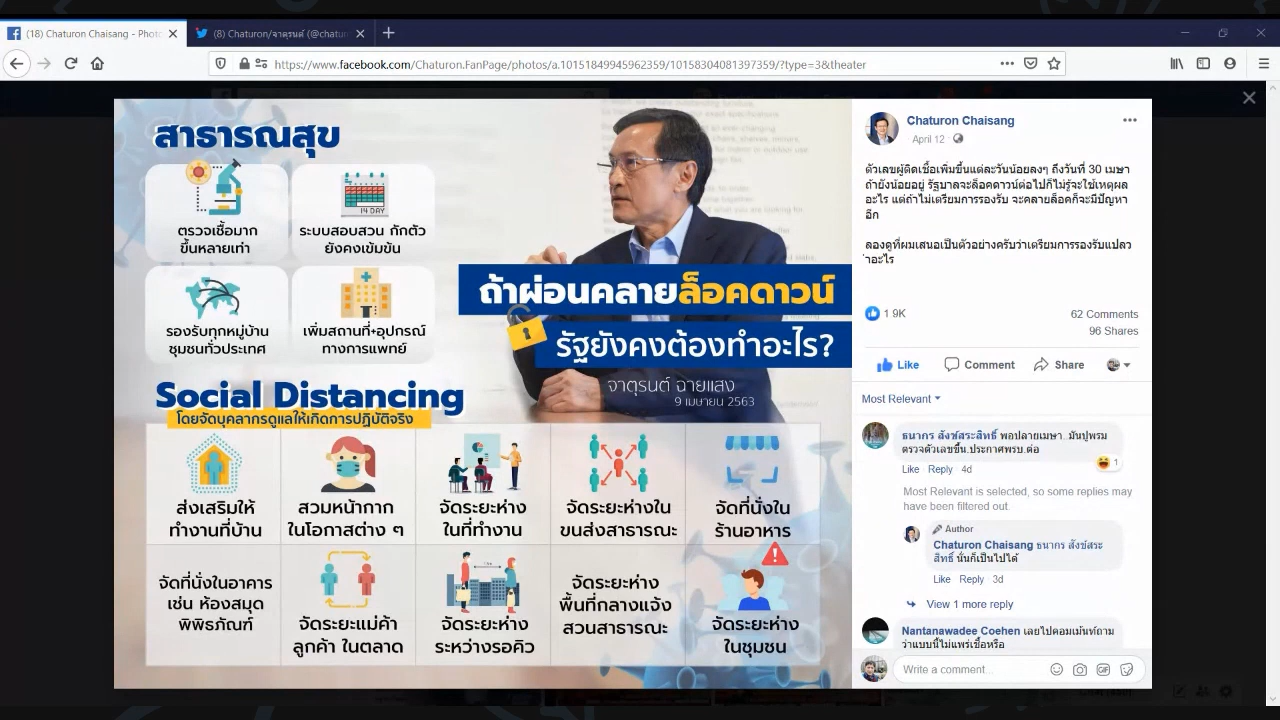 (18) Chaturon Chaisang - Photo
(8) Chaturon/จาตุรนต์ (@chatur
https://www.facebook.com/Chaturon.FanPage/photos/a.10151849945962359/10158304081397359/?type=3&theater
สาธารณสุข
ตรวจเชื้อมาก
ขึ้นหลายเท่า
14 DAY
ระบบสอบสวน กักตัว
ยังคงเข้มข้น
รองรับทุกหมู่บ้าน
ชุมชนทั่วประเทศ
เพิ่มสถานที่+อุปกรณ์
ทางการแพทย์
ถ้าผ่อนคลายล็อคดาวน์
รัฐยังคงต้องทำอะไร?
จาตุรนต์ ฉายแสง
9 เมษายน 2563
Social Distancing
โดยจัดบุคลากรดูแลให้เกิดการปฏิบัติจริง
ส่งเสริมให้
ทำงานที่บ้าน
สวมหน้ากาก
ในโอกาสต่าง ๆ
จัดระยะห่าง
ในที่ทำงาน
จัดระยะห่างใน
ขนส่งสาธารณะ
จัดที่นั่งใน
ร้านอาหาร
จัดที่นั่งในอาคาร
เช่น ห้องสมุด
พิพิธภัณฑ์
จัดระยะแม่ค้า
ลูกค้า ในตลาด
จัดระยะห่าง
ระหว่างรอคิว
จัดระยะห่าง
พื้นที่กลางแจ้ง
สวนสาธารณะ
จัดระยะห่าง
ในชุมชน
Chaturon Chaisang
April 12
ตัวเลขผู้ติดเชื้อเพิ่มขึ้นแต่ละวันน้อยลงๆ ถึงวันที่ 30 เมษา
ถ้ายังน้อยอยู่ รัฐบาลจะล็อคดาวน์ต่อไปก็ไม่รู้จะใช้เหตุผล
อะไร แต่ถ้าไม่เตรียมการรองรับ จะคลายล็อคก็จะมีปัญหา
อีก
ลองดูที่ผมเสนอเป็นตัวอย่างครับว่าเตรียมการรองรับแปลว
่าอะไร
1.9K
62 Comments
96 Shares
Like
Comment
Share
Most Relevant
ธนากร สังข์สระสิทธิ์ พอปลายเมษา..มันปูพรม
ตรวจตัวเลขขึ้น.ประกาศพรบ.ต่อ
1
Like Reply 4d
Most Relevant is selected, so some replies may
have been filtered out.
Author
Chaturon Chaisang ธนากร สังข์สระ
สิทธิ์ นั่นก็เป็นไปได้
Like Reply 3d
View 1 more reply
Nantanawadee Coehen เลยไปคอมเม้นท์ถาม
ว่าแบบนี้ไม่แพร่เชื้อหรือ
Write a comment...
GIF